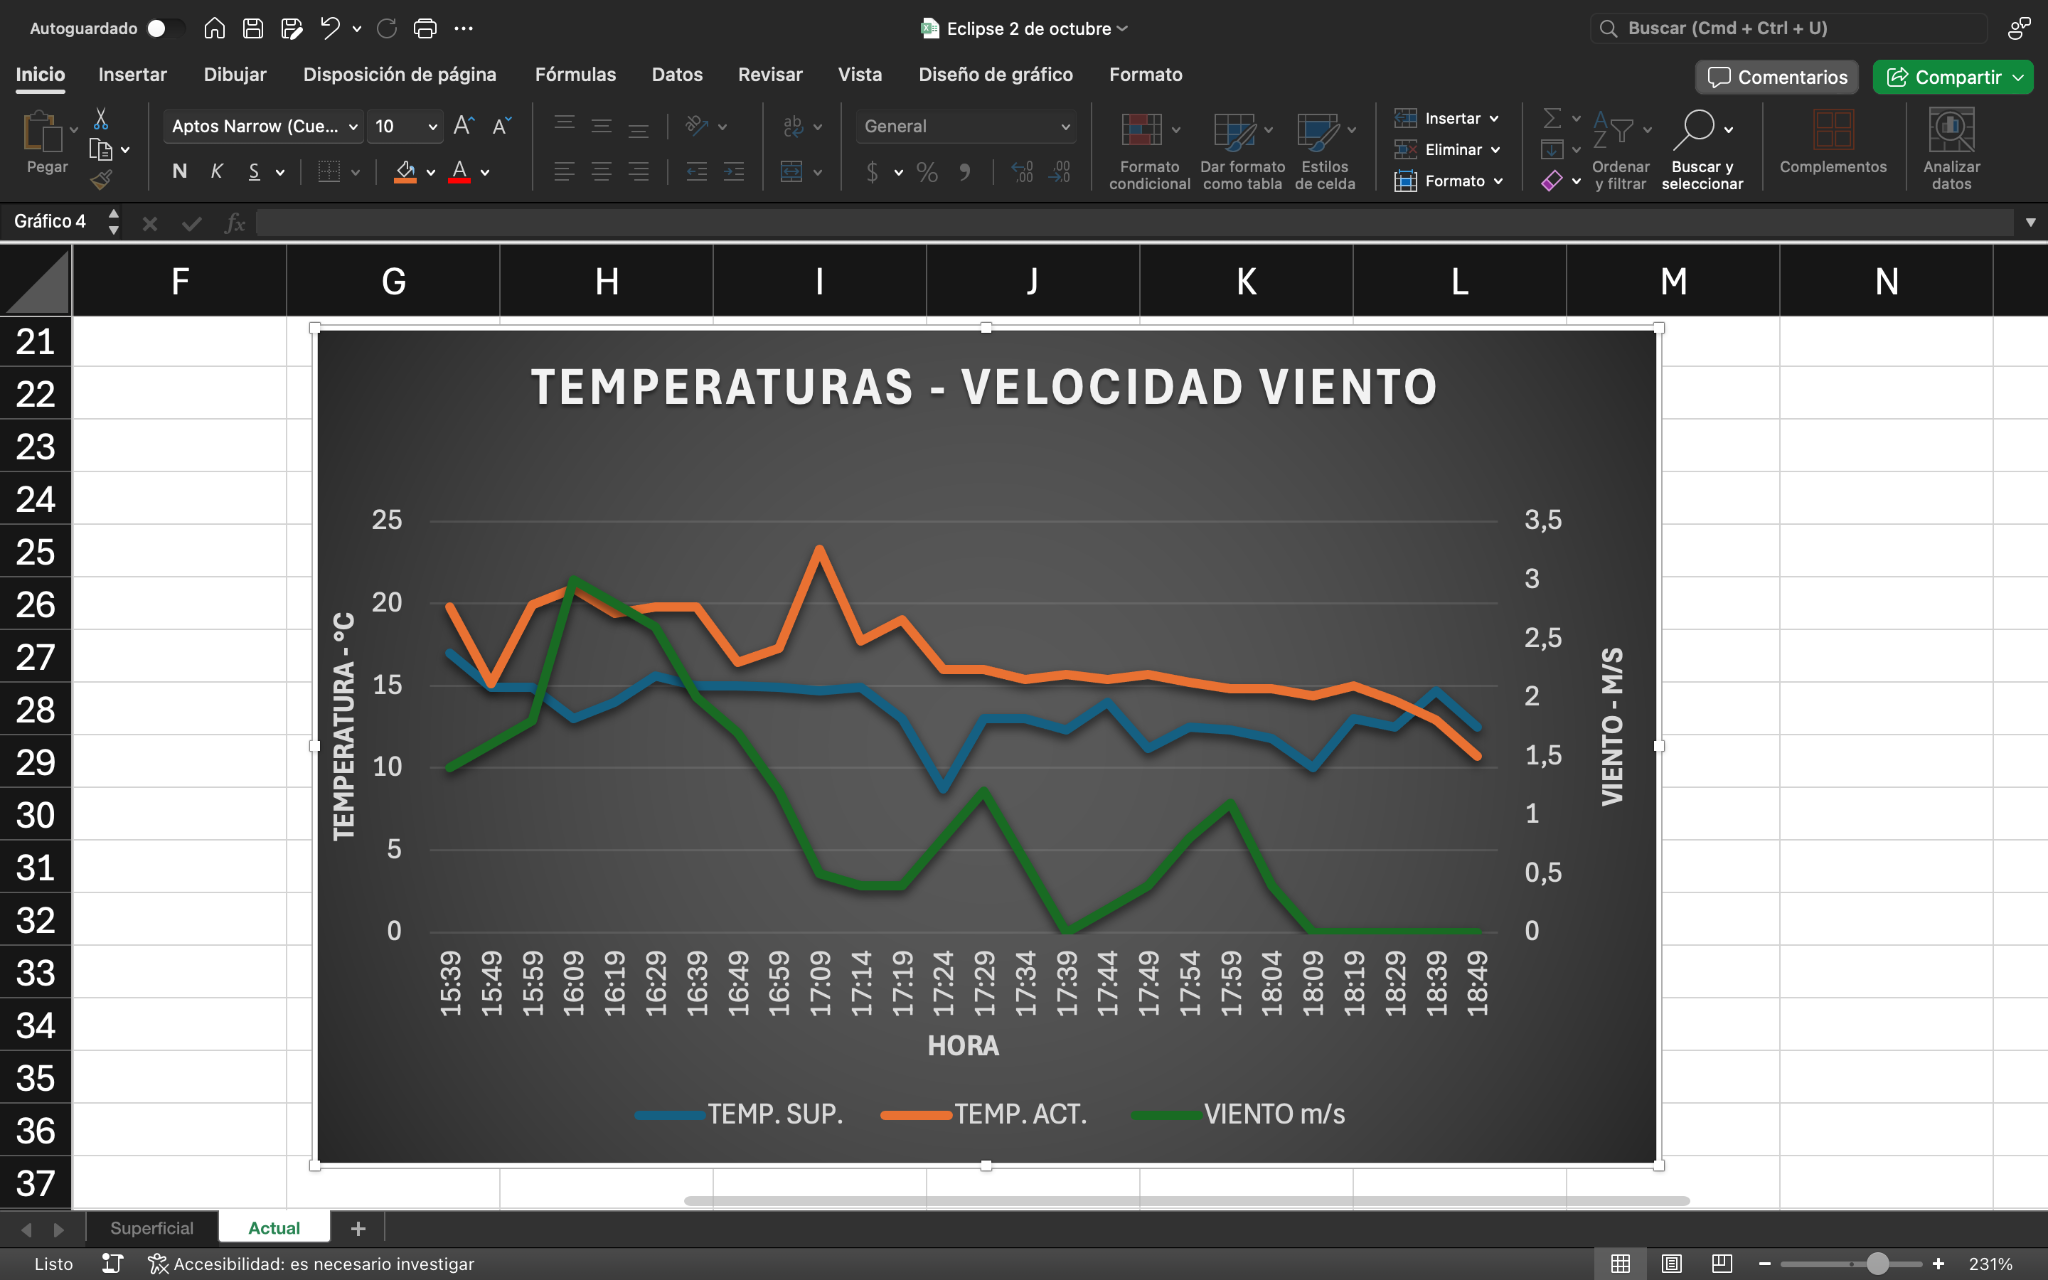 Autoguardado
Eclipse 2 de octubre
Buscar (Cmd + Ctrl + U)
Inicio Insertar Dibujar Disposición de página Fórmulas Datos Revisar Vista Diseño de gráfico Formato
Comentarios
Compartir
Pegar
Aptos Narrow (Cue...
10
N K S
General
Formato condicional
Dar formato como tabla
Estilos de celda
Insertar
Eliminar
Formato
Ordenar y filtrar
Buscar y seleccionar
Complementos
Analizar datos
Gráfico 4
fx
F G H I J K L M N
21
22
23
24
25
26
27
28
29
30
31
32
33
34
35
36
37
TEMPERATURAS - VELOCIDAD VIENTO
TEMPERATURA - °C
25
20
15
10
5
0
3,5
3
2,5
2
1,5
1
0,5
0
VIENTO - M/S
15:39 15:49 15:59 16:09 16:19 16:29 16:39 16:49 16:59 17:09 17:14 17:19 17:24 17:29 17:34 17:39 17:44 17:49 17:54 17:59 18:04 18:09 18:19 18:29 18:39 18:49
HORA
TEMP. SUP. TEMP. ACT. VIENTO m/s
Superficial Actual +
Listo
Accesibilidad: es necesario investigar
231%